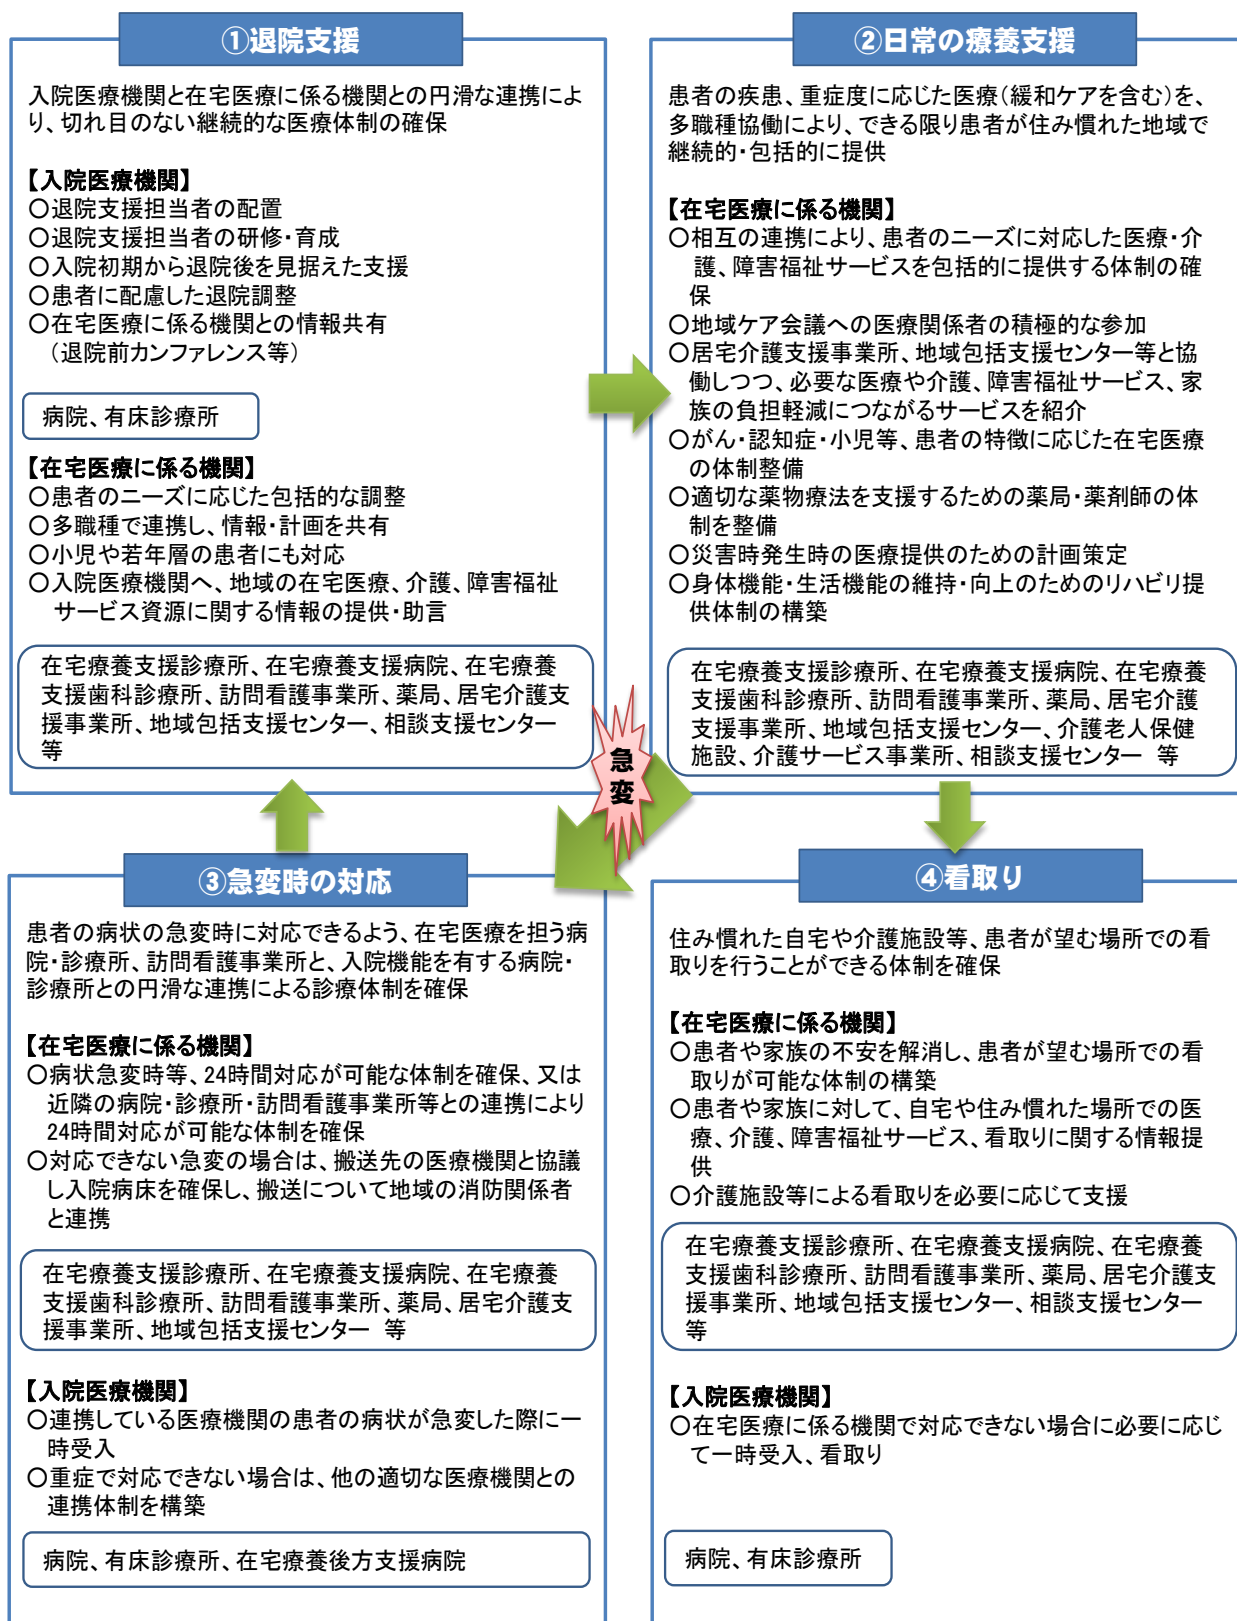 ①退院支援
入院医療機関と在宅医療に係る機関との円滑な連携によ
り、切れ目のない継続的な医療体制の確保
【入院医療機関】
○退院支援担当者の配置
○退院支援担当者の研修・育成
○入院初期から退院後を見据えた支援
○患者に配慮した退院調整
○在宅医療に係る機関との情報共有
（退院前カンファレンス等）
病院、有床診療所
【在宅医療に係る機関】
○患者のニーズに応じた包括的な調整
○多職種で連携し、情報・計画を共有
○小児や若年層の患者にも対応
○入院医療機関へ、地域の在宅医療、介護、障害福祉
サービス資源に関する情報の提供・助言
在宅療養支援診療所、在宅療養支援病院、在宅療養
支援歯科診療所、訪問看護事業所、薬局、居宅介護支
援事業所、地域包括支援センター、相談支援センター
等
②日常の療養支援
患者の疾患、重症度に応じた医療（緩和ケアを含む）を、
多職種協働により、できる限り患者が住み慣れた地域で
継続的・包括的に提供
【在宅医療に係る機関】
○相互の連携により、患者のニーズに対応した医療・介
護、障害福祉サービスを包括的に提供する体制の確
保
○地域ケア会議への医療関係者の積極的な参加
○居宅介護支援事業所、地域包括支援センター等と協
働しつつ、必要な医療や介護、障害福祉サービス、家
族の負担軽減につながるサービスを紹介
○がん・認知症・小児等、患者の特徴に応じた在宅医療
の体制整備
○適切な薬物療法を支援するための薬局・薬剤師の体
制を整備
○災害時発生時の医療提供のための計画策定
○身体機能・生活機能の維持・向上のためのリハビリ提
供体制の構築
在宅療養支援診療所、在宅療養支援病院、在宅療養
支援歯科診療所、訪問看護事業所、薬局、居宅介護
支援事業所、地域包括支援センター、介護老人保健
施設、介護サービス事業所、相談支援センター 等
急
変
③急変時の対応
患者の病状の急変時に対応できるよう、在宅医療を担う病
院・診療所、訪問看護事業所と、入院機能を有する病院・
診療所との円滑な連携による診療体制を確保
【在宅医療に係る機関】
○病状急変時等、24時間対応が可能な体制を確保、又は
近隣の病院・診療所・訪問看護事業所等との連携により
24時間対応が可能な体制を確保
○対応できない急変の場合は、搬送先の医療機関と協議
し入院病床を確保し、搬送について地域の消防関係者
と連携
在宅療養支援診療所、在宅療養支援病院、在宅療養
支援歯科診療所、訪問看護事業所、薬局、居宅介護支
援事業所、地域包括支援センター 等
【入院医療機関】
○連携している医療機関の患者の病状が急変した際に一
時受入
○重症で対応できない場合は、他の適切な医療機関との
連携体制を構築
病院、有床診療所、在宅療養後方支援病院
④看取り
住み慣れた自宅や介護施設等、患者が望む場所での看
取りを行うことができる体制を確保
【在宅医療に係る機関】
○患者や家族の不安を解消し、患者が望む場所での看
取りが可能な体制の構築
○患者や家族に対して、自宅や住み慣れた場所での医
療、介護、障害福祉サービス、看取りに関する情報提
供
○介護施設等による看取りを必要に応じて支援
在宅療養支援診療所、在宅療養支援病院、在宅療養
支援歯科診療所、訪問看護事業所、薬局、居宅介護支
援事業所、地域包括支援センター、相談支援センター
等
【入院医療機関】
○在宅医療に係る機関で対応できない場合に必要に応じ
て一時受入、看取り
病院、有床診療所